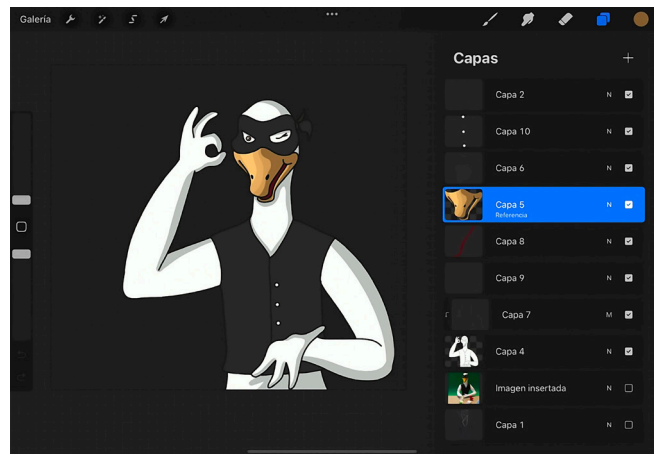 Galería
Capas
Capa 2 N
Capa 10 N
Capa 6 N
Capa 5 N
Referencia
Capa 8 N
Capa 9 N
Capa 7 M
Capa 4 N
Imagen insertada N
Capa 1 N